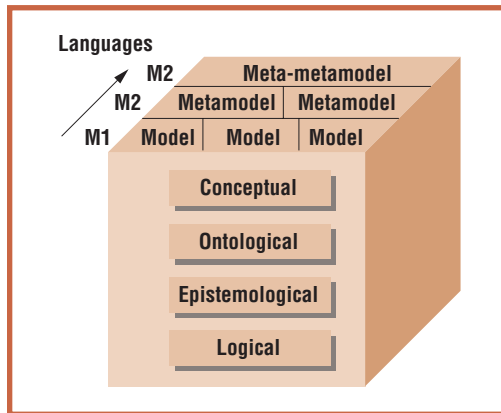 Languages
M2 Meta-metamodel
M2 Metamodel Metamodel
M1 Model Model Model
Conceptual
Ontological
Epistemological
Logical